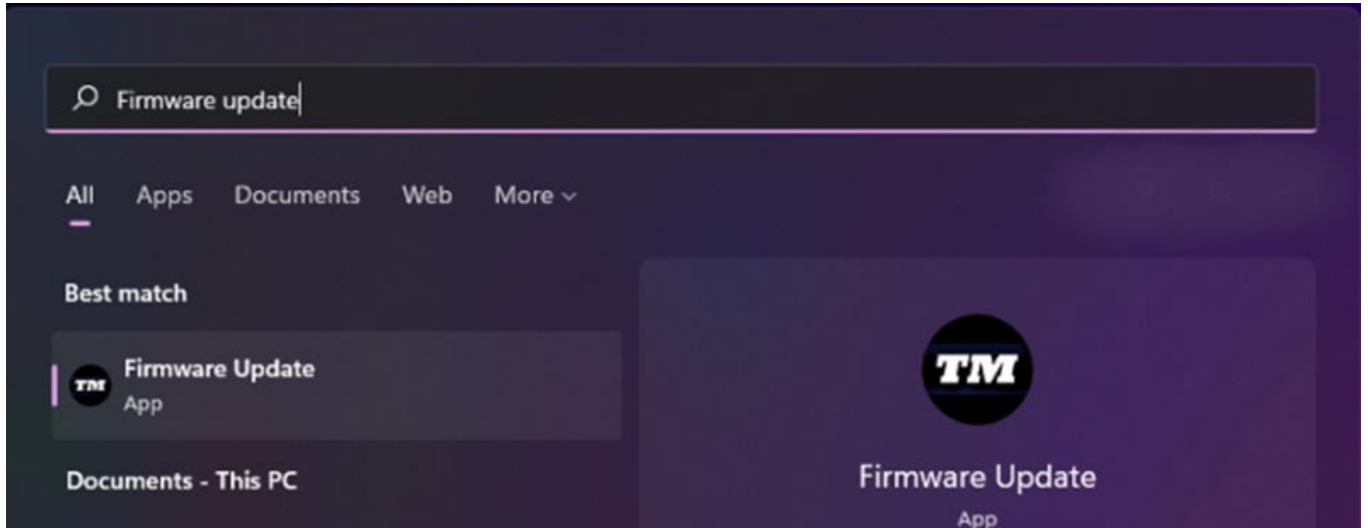 Firmware update
All Apps Documents Web More
Best match
TM Firmware Update
App
Documents - This PC
TM
Firmware Update
App